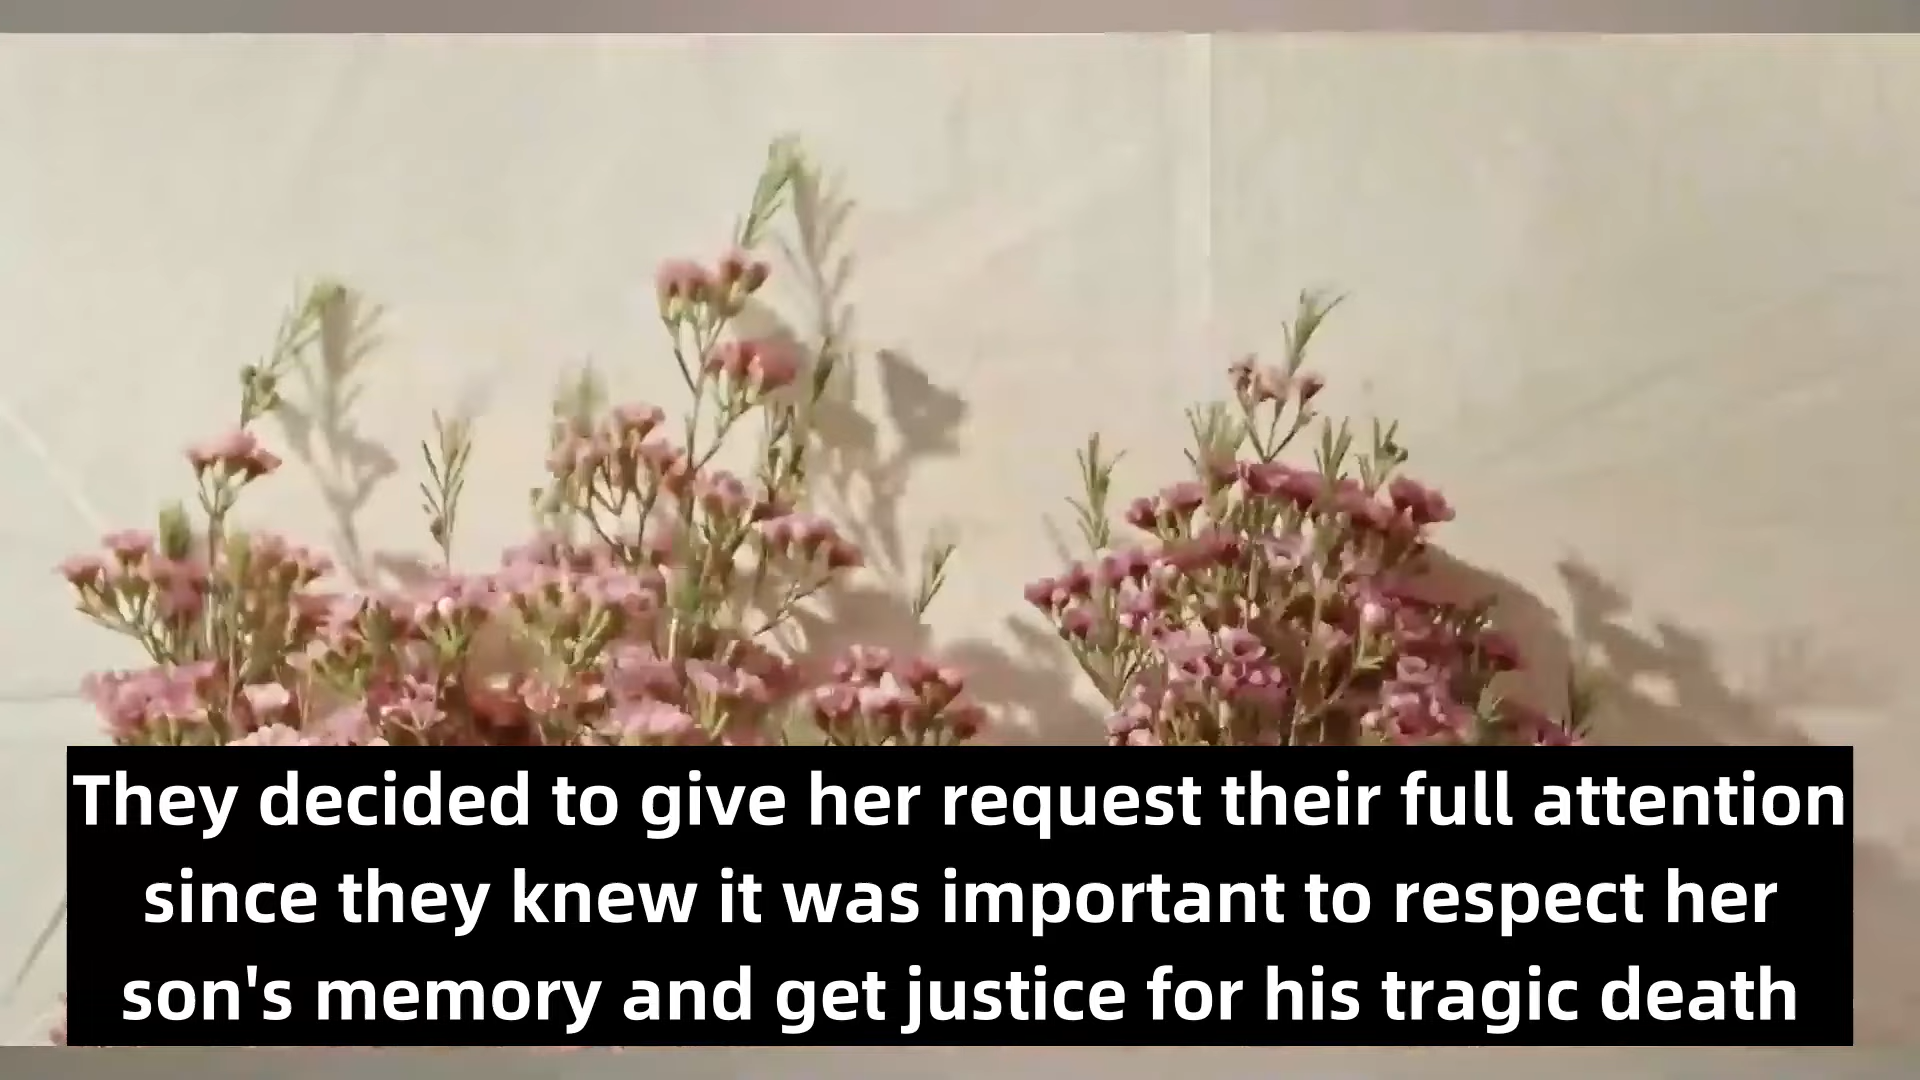 They decided to give her request their full attention
since they knew it was important to respect her
son's memory and get justice for his tragic death